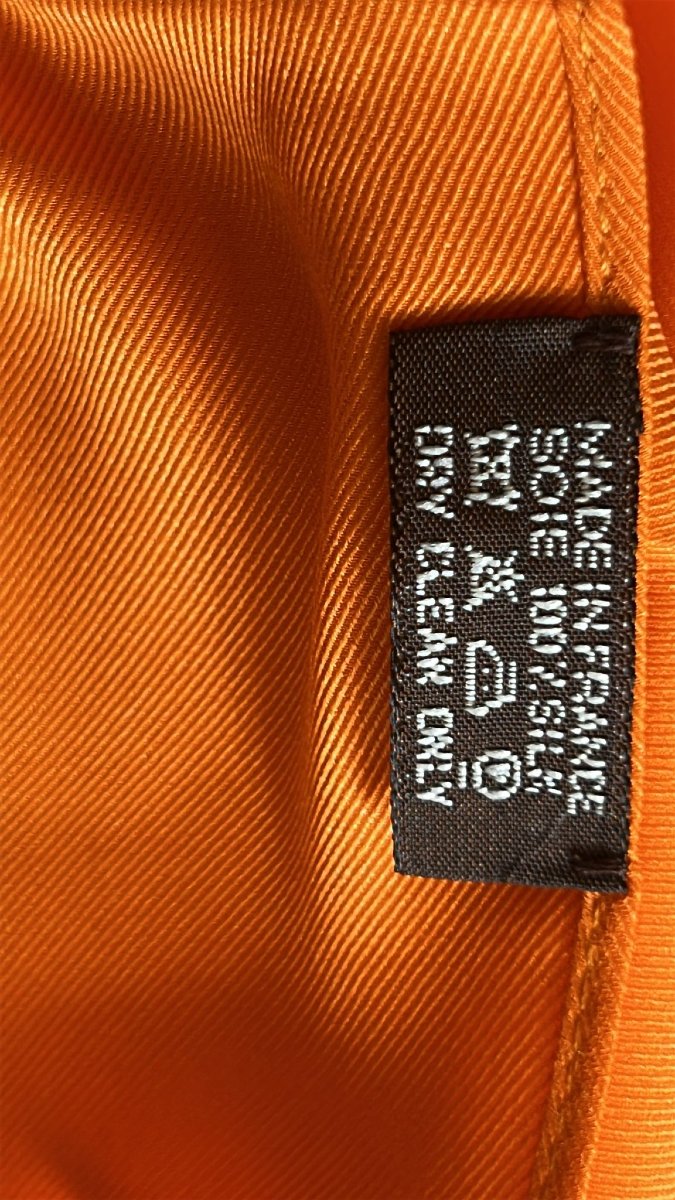 MADE IN FRANCE
SOIE 100% SILK
DRY CLEAN ONLY